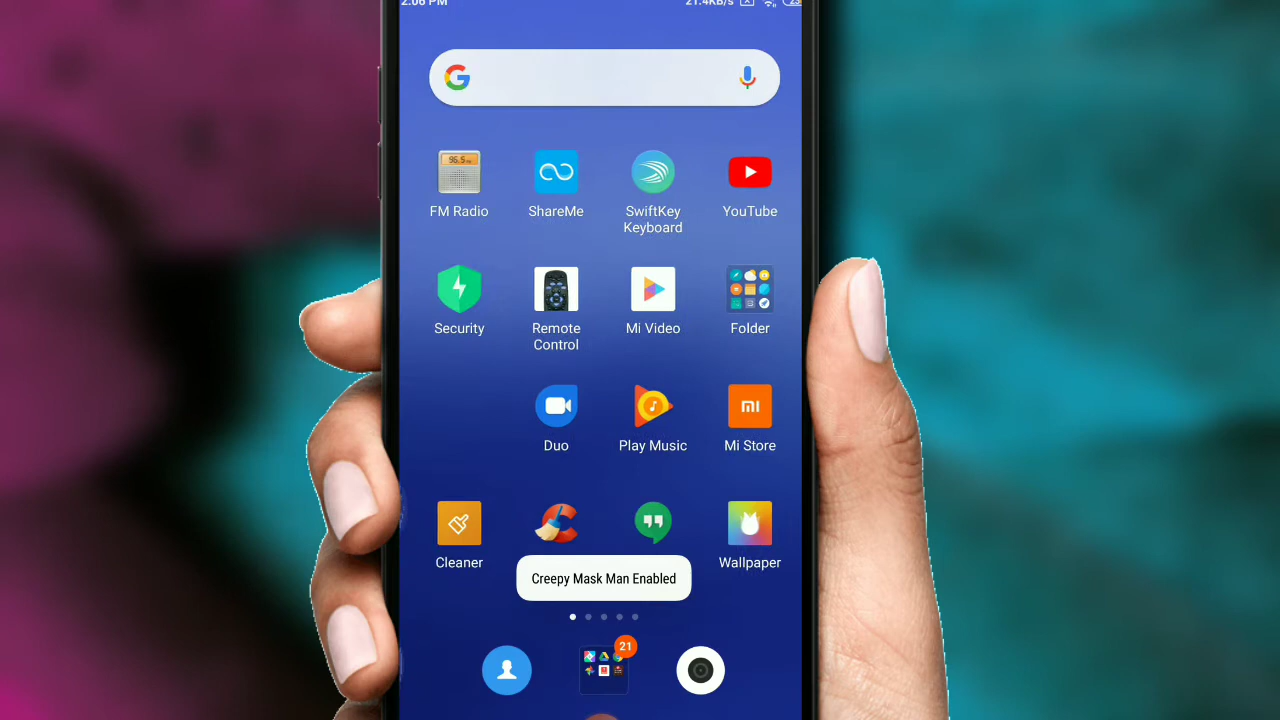 2:06 PM 21.4KB/s
FM Radio ShareMe SwiftKey Keyboard YouTube
Security Remote Control Mi Video Folder
Duo Play Music Mi Store
Cleaner Wallpaper
Creepy Mask Man Enabled
21